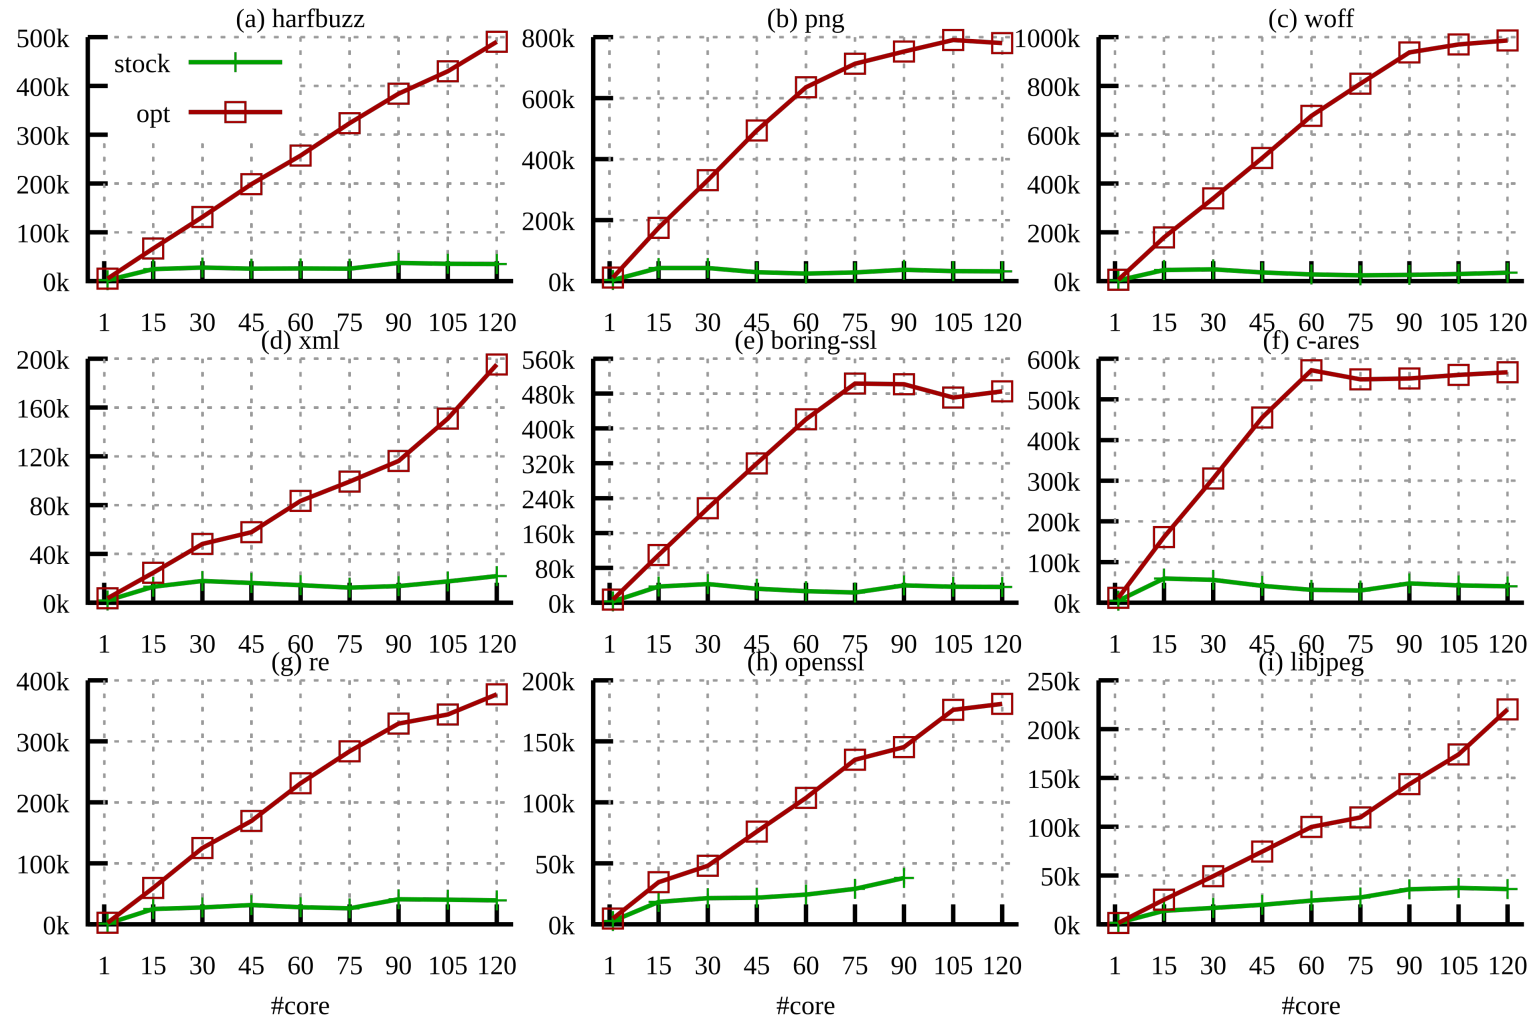 (a) harfbuzz
500k
400k
300k
200k
100k
0k
stock
opt
1 15 30 45 60 75 90 105 120
(b) png
800k
600k
400k
200k
0k
1 15 30 45 60 75 90 105 120
(c) woff
1000k
800k
600k
400k
200k
0k
1 15 30 45 60 75 90 105 120
(d) xml
200k
160k
120k
80k
40k
0k
1 15 30 45 60 75 90 105 120
(e) boring-ssl
560k
480k
400k
320k
240k
160k
80k
0k
1 15 30 45 60 75 90 105 120
(f) c-ares
600k
500k
400k
300k
200k
100k
0k
1 15 30 45 60 75 90 105 120
(g) re
400k
300k
200k
100k
0k
1 15 30 45 60 75 90 105 120
#core
(h) openssl
200k
150k
100k
50k
0k
1 15 30 45 60 75 90 105 120
#core
(i) libjpeg
250k
200k
150k
100k
50k
0k
1 15 30 45 60 75 90 105 120
#core